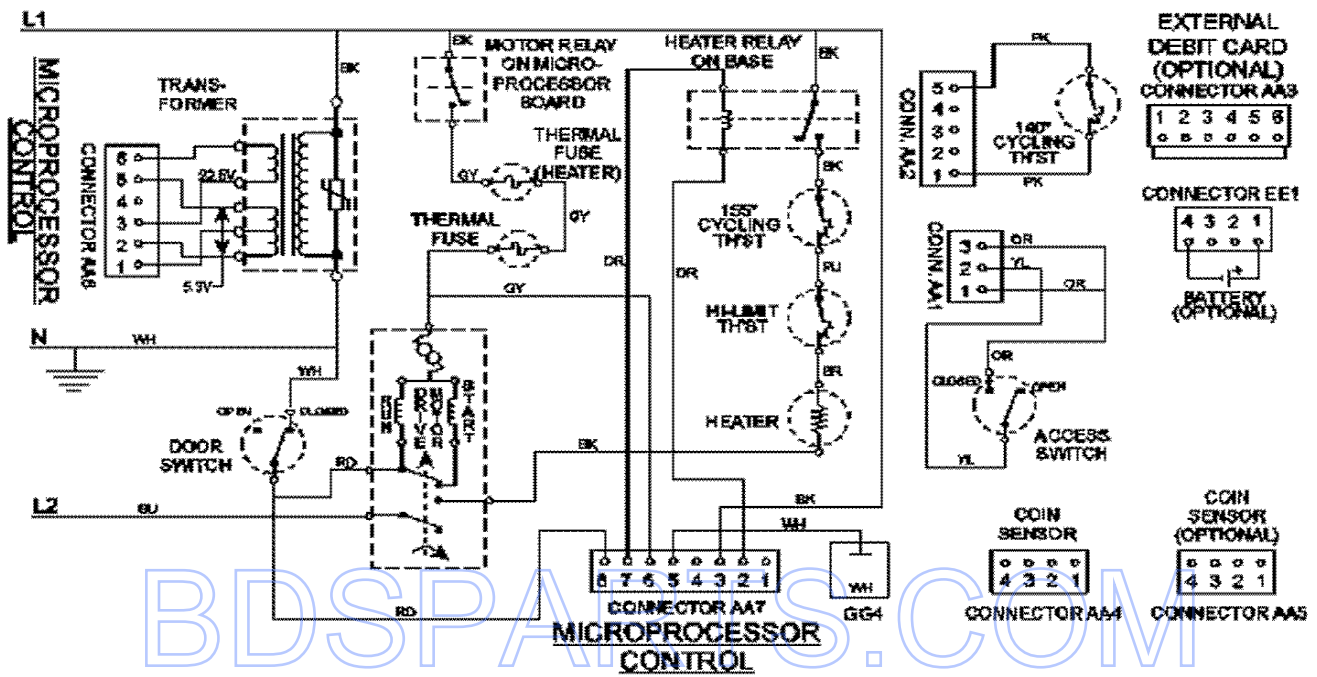 L1
MICROPROCESSOR
CONTROL
TRANS-
FORMER
CONNECTOR AA6
6
5
4
3
2
1
22.5V
BK
BK
MOTOR RELAY
ON MICRO-
PROCESSOR
BOARD
THERMAL
FUSE
(HEATER)
GY
GY
THERMAL
FUSE
GY
HEATER RELAY
ON BASE
BK
BK
155°
CYCLING
TH'ST
PU
HI-LIMIT
TH'ST
BR
HEATER
OR
OR
N
WH
WH
OPEN
CLOSED
DOOR
SWITCH
RD
L2
BU
RUN
DRIVE
MOTOR
START
BK
BK
WH
RD
8 7 6 5 4 3 2 1
CONNECTOR AA7
MICROPROCESSOR
CONTROL
WH
GG4
CONN. AA2
5
4
3
2
1
PK
140°
CYCLING
TH'ST
PK
CONN. AA1
3
2
1
OR
YL
OR
OR
CLOSED
OPEN
ACCESS
SWITCH
YL
EXTERNAL
DEBIT CARD
(OPTIONAL)
CONNECTOR AA3
1 2 3 4 5 6
CONNECTOR EE1
4 3 2 1
+
BATTERY
(OPTIONAL)
COIN
SENSOR
4 3 2 1
CONNECTOR AA4
COIN
SENSOR
(OPTIONAL)
4 3 2 1
CONNECTOR AA5
BDSPARTS.COM